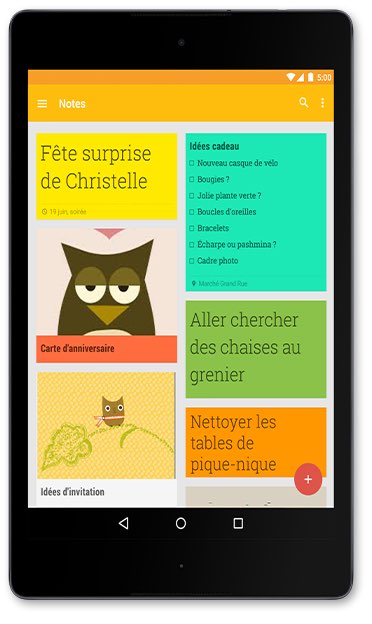 5:00
Notes
Fête surprise
de Christelle
19 juin, soirée
Carte d'anniversaire
Idées d'invitation
Idées cadeau
Nouveau casque de vélo
Bougies ?
Jolie plante verte ?
Boucles d'oreilles
Bracelets
Écharpe ou pashmina ?
Cadre photo
Marché Grand Rue
Aller chercher
des chaises au
grenier
Nettoyer les
tables de
pique-nique
+